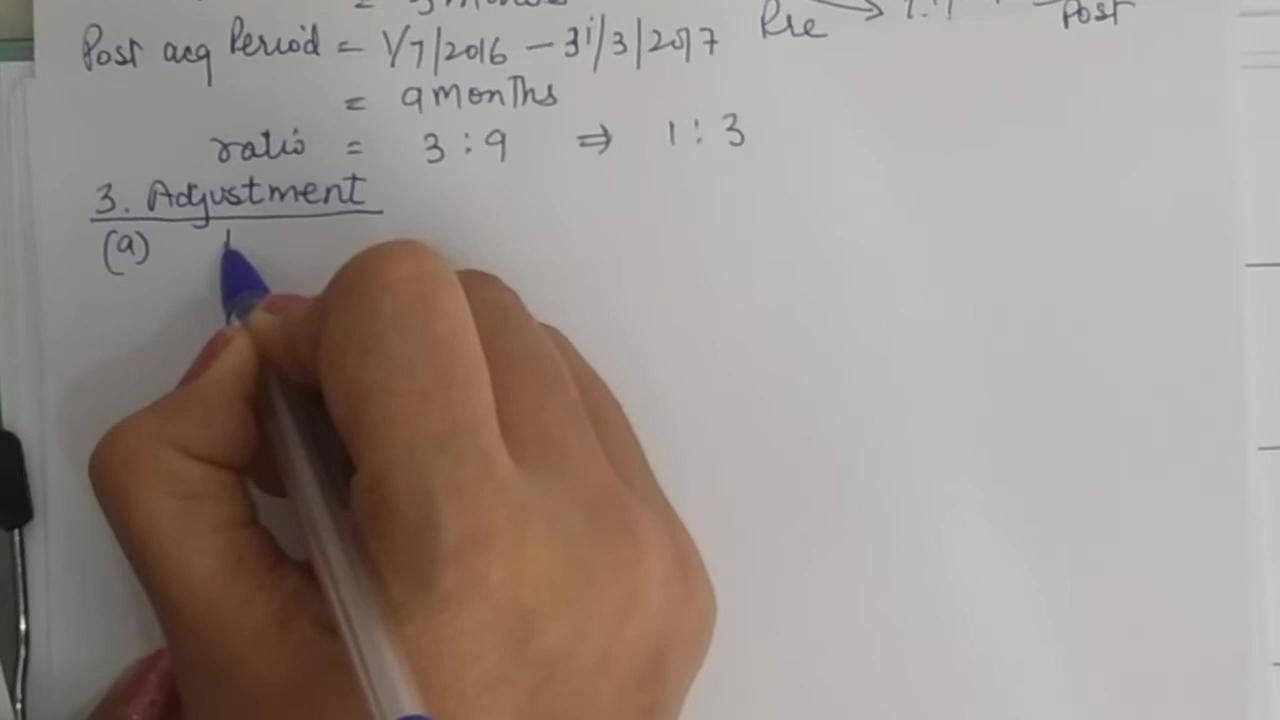 Pre
Post
Post acq Period = 1/7/2016 - 31/3/2017
= 9 months
ratio = 3 : 9 ⇒ 1 : 3
3. Adjustment
(a)